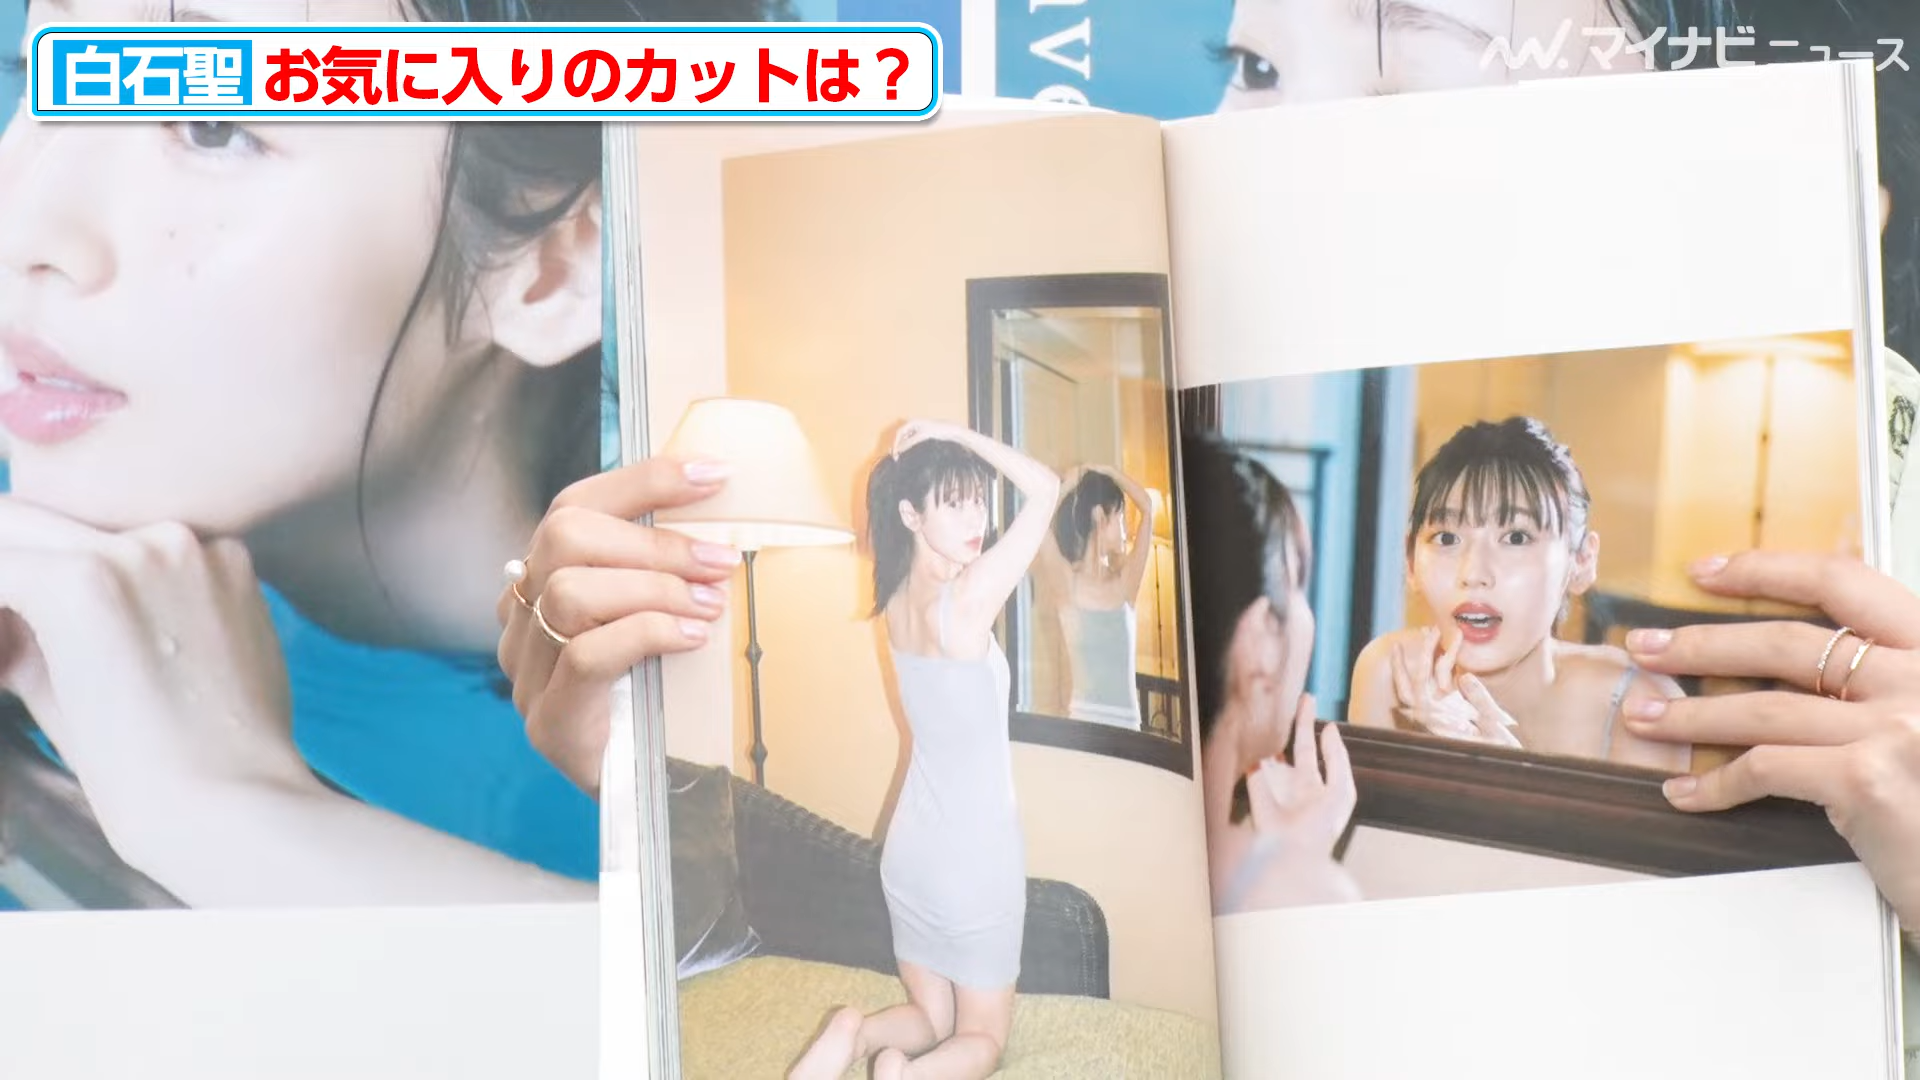 白石聖 お気に入りのカットは？
マイナビニュース
ve